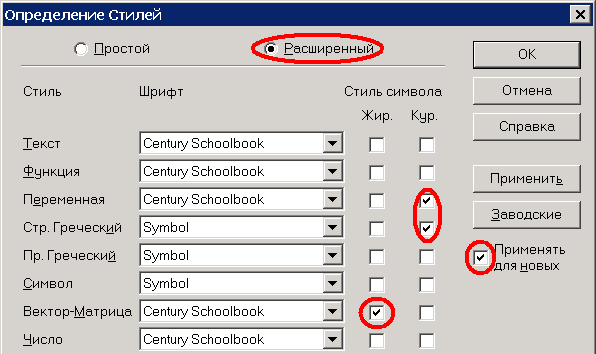 Определение Стилей
Простой Расширенный
OK
Стиль Шрифт Стиль символа
Отмена
Жир. Кур.
Справка
Текст Century Schoolbook
Функция Century Schoolbook
Применить
Переменная Century Schoolbook
Заводские
Стр. Греческий Symbol
Применять
для новых
Пр. Греческий Symbol
Символ Symbol
Вектор-Матрица Century Schoolbook
Число Century Schoolbook